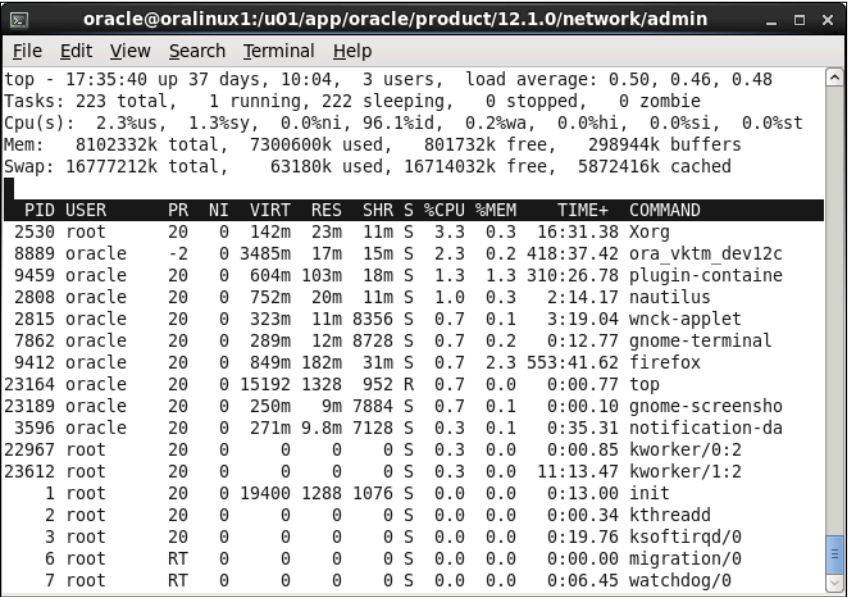 oracle@oralinux1:/u01/app/oracle/product/12.1.0/network/admin
File Edit View Search Terminal Help
top - 17:35:40 up 37 days, 10:04,  3 users,  load average: 0.50, 0.46, 0.48
Tasks: 223 total,   1 running, 222 sleeping,   0 stopped,   0 zombie
Cpu(s):  2.3%us,  1.3%sy,  0.0%ni, 96.1%id,  0.2%wa,  0.0%hi,  0.0%si,  0.0%st
Mem:   8102332k total,  7300600k used,   801732k free,   298944k buffers
Swap: 16777212k total,    63180k used, 16714032k free,  5872416k cached
  PID USER      PR  NI  VIRT  RES  SHR S %CPU %MEM    TIME+  COMMAND
 2530 root      20   0  142m  23m  11m S  3.3  0.3  16:31.38 Xorg
 8889 oracle    -2   0 3485m  17m  15m S  2.3  0.2 418:37.42 ora_vktm_dev12c
 9459 oracle    20   0  604m 103m  18m S  1.3  1.3 310:26.78 plugin-containe
 2808 oracle    20   0  752m  20m  11m S  1.0  0.3   2:14.17 nautilus
 2815 oracle    20   0  323m  11m 8356 S  0.7  0.1   3:19.04 wnck-applet
 7862 oracle    20   0  289m  12m 8728 S  0.7  0.2   0:12.77 gnome-terminal
 9412 oracle    20   0  849m 182m  31m S  0.7  2.3 553:41.62 firefox
23164 oracle    20   0 15192 1328  952 R  0.7  0.0   0:00.77 top
23189 oracle    20   0  250m   9m 7884 S  0.7  0.1   0:00.10 gnome-screensho
 3596 oracle    20   0  271m 9.8m 7128 S  0.3  0.1   0:35.31 notification-da
22967 root      20   0     0    0    0 S  0.3  0.0   0:00.85 kworker/0:2
23612 root      20   0     0    0    0 S  0.3  0.0  11:13.47 kworker/1:2
    1 root      20   0 19400 1288 1076 S  0.0  0.0   0:13.00 init
    2 root      20   0     0    0    0 S  0.0  0.0   0:00.34 kthreadd
    3 root      20   0     0    0    0 S  0.0  0.0   0:19.76 ksoftirqd/0
    6 root      RT   0     0    0    0 S  0.0  0.0   0:00.00 migration/0
    7 root      RT   0     0    0    0 S  0.0  0.0   0:06.45 watchdog/0